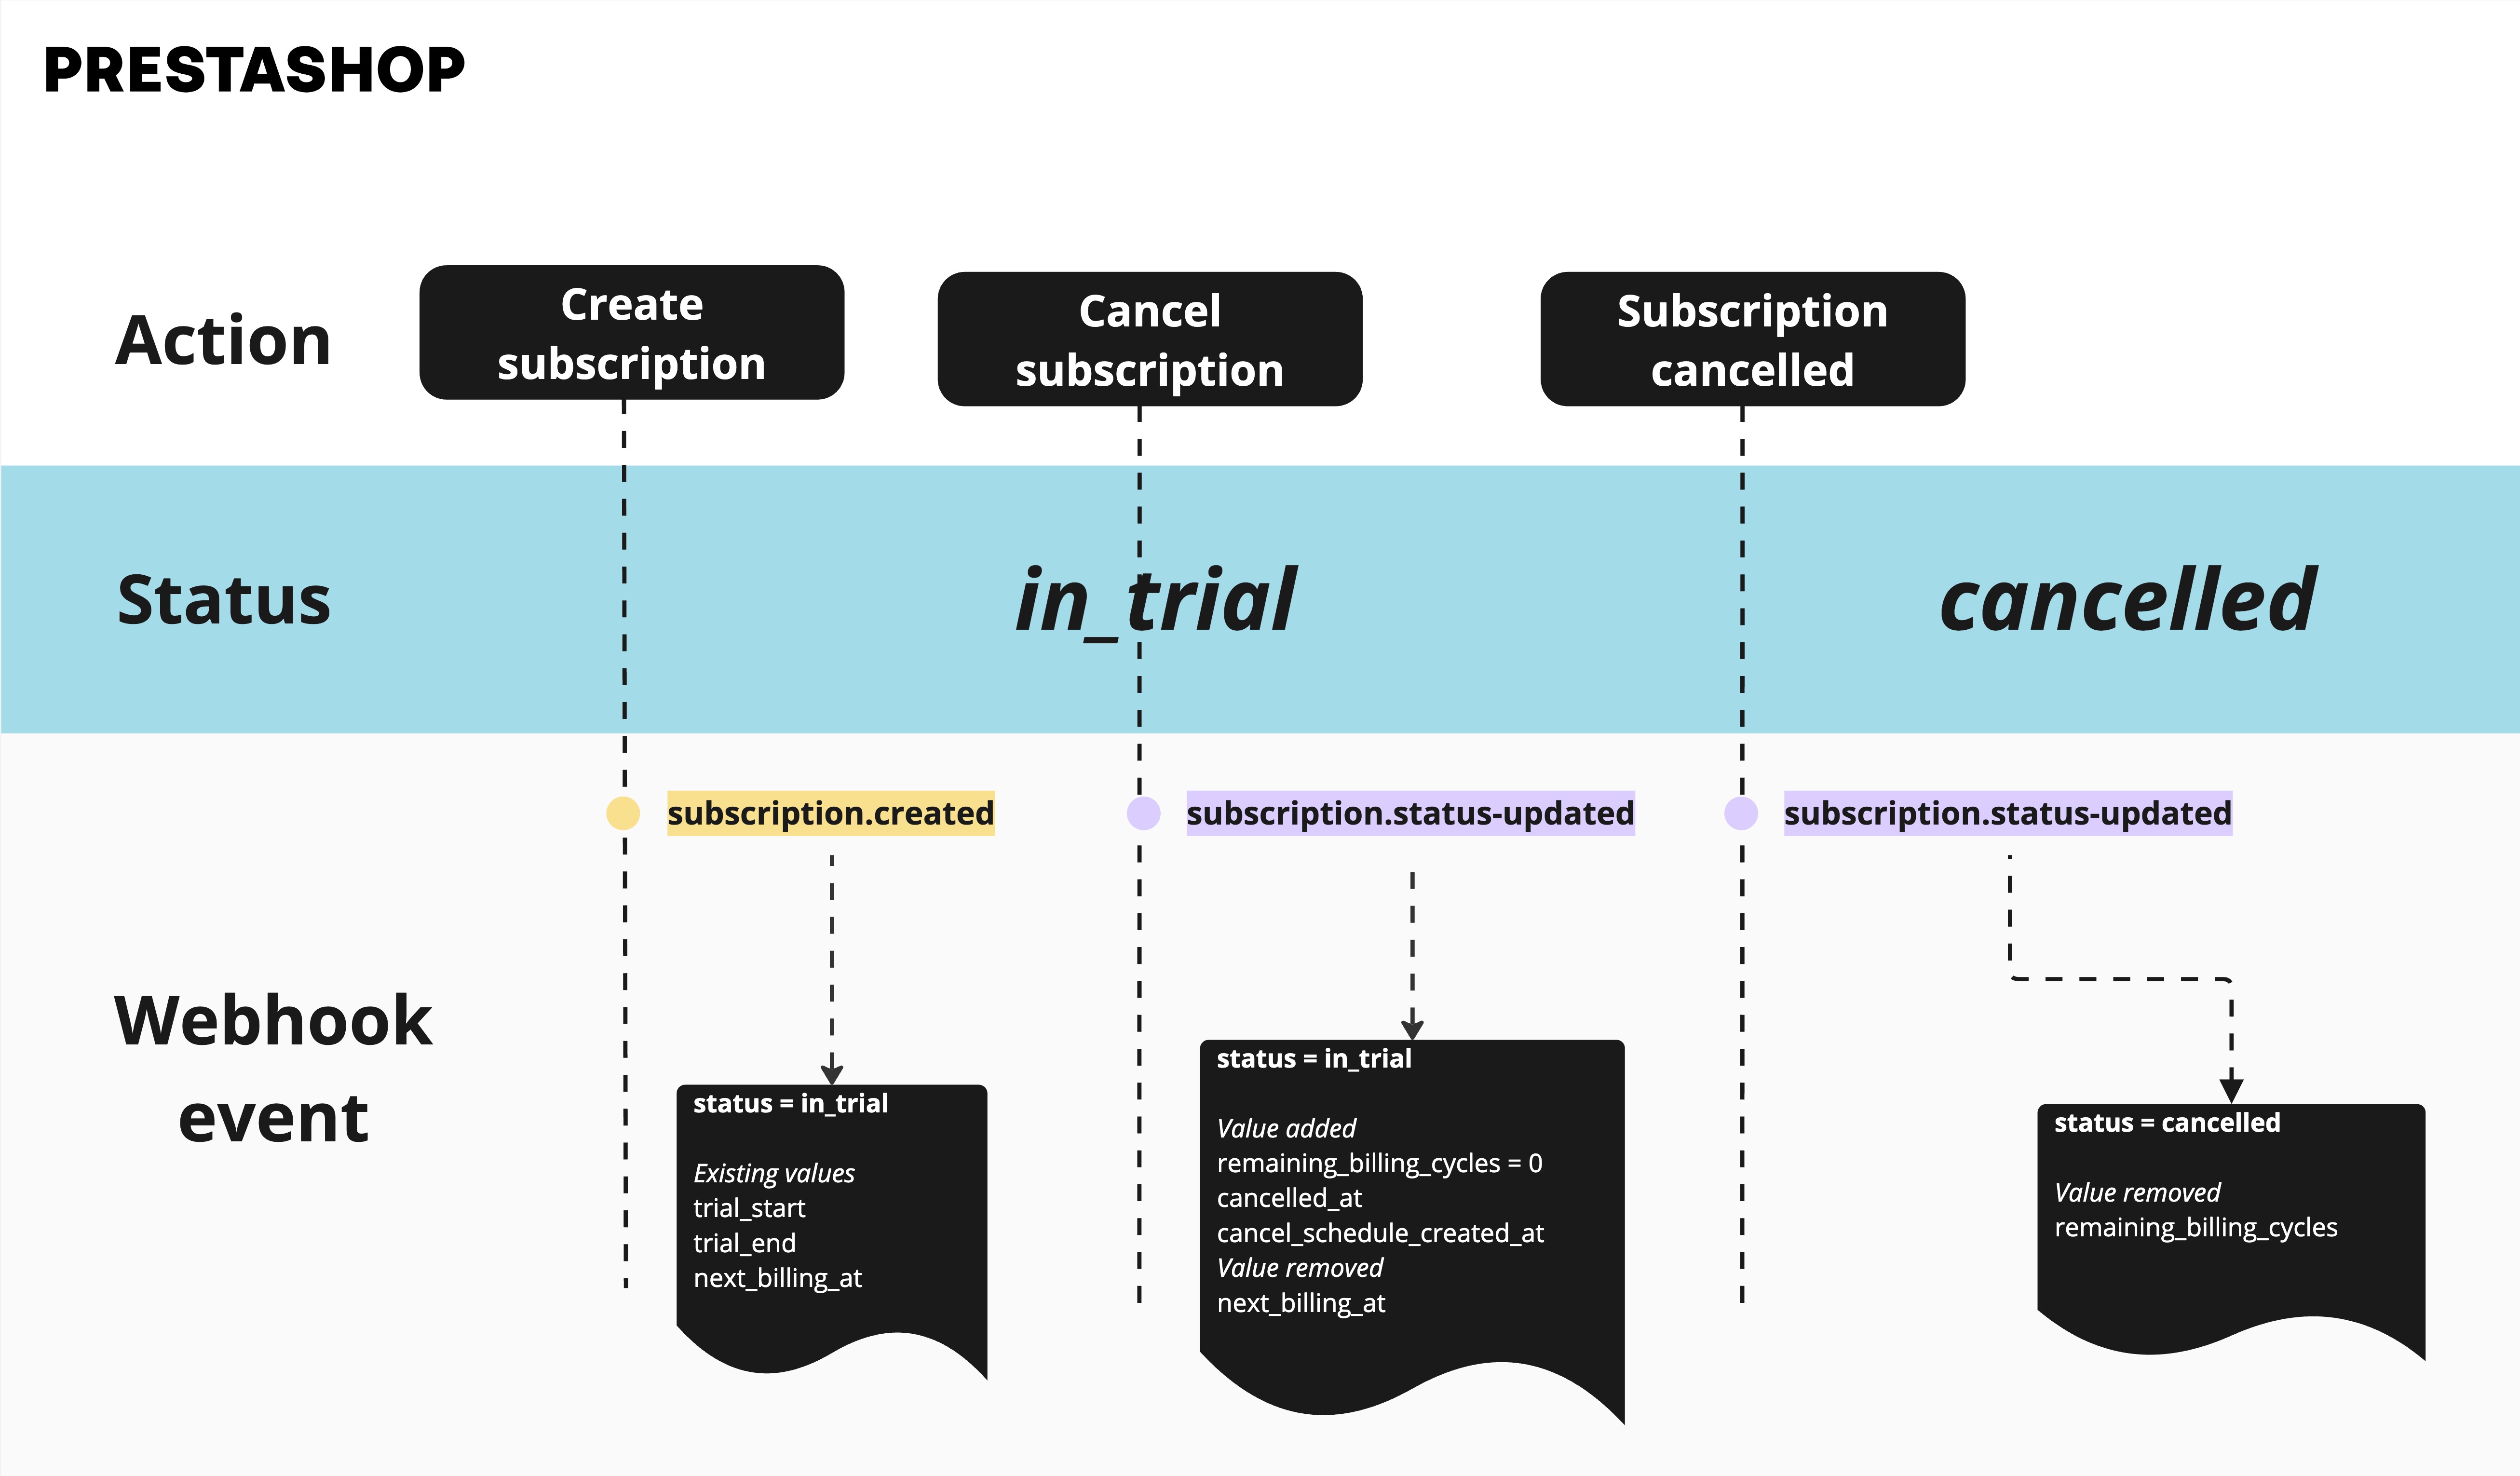 PRESTASHOP
Action
Create
subscription
Cancel
subscription
Subscription
cancelled
Status
in_trial
cancelled
Webhook
event
subscription.created
subscription.status-updated
subscription.status-updated
status = in_trial
Existing values
trial_start
trial_end
next_billing_at
status = in_trial
Value added
remaining_billing_cycles = 0
cancelled_at
cancel_schedule_created_at
Value removed
next_billing_at
status = cancelled
Value removed
remaining_billing_cycles